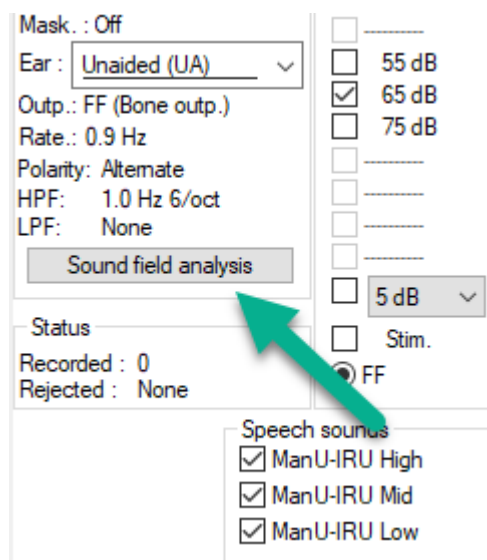 Mask. : Off
Ear : Unaided (UA)
Outp.: FF (Bone outp.)
Rate.: 0.9 Hz
Polarity: Alternate
HPF: 1.0 Hz 6/oct
LPF: None
Sound field analysis
Status
Recorded : 0
Rejected : None
----------
55 dB
65 dB
75 dB
----------
----------
----------
----------
5 dB
Stim.
FF
Speech sounds
ManU-IRU High
ManU-IRU Mid
ManU-IRU Low